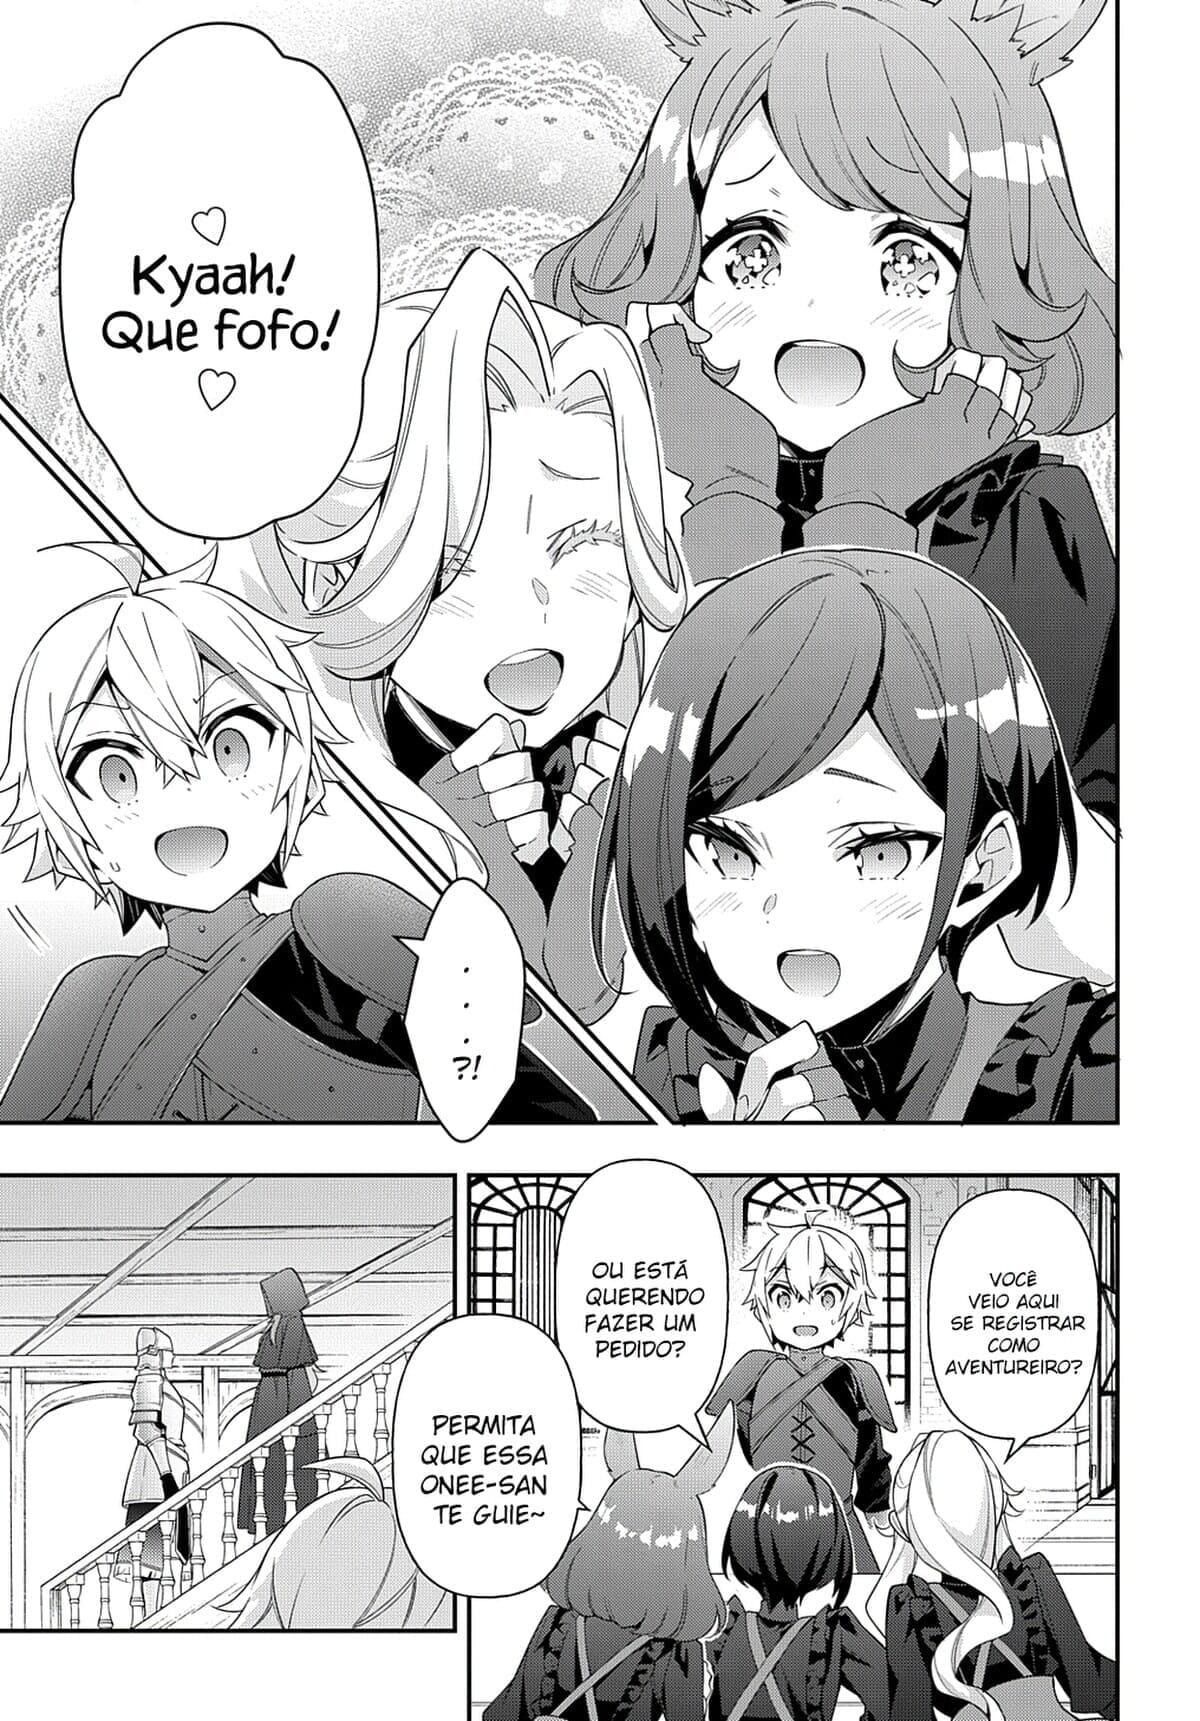 ♡
Kyaah!
Que fofo!
♡
...
?!
VOCÊ
VEIO AQUI
SE REGISTRAR
COMO
AVENTUREIRO?
OU ESTÁ
QUERENDO
FAZER UM
PEDIDO?
PERMITA
QUE ESSA
ONEE-SAN
TE GUIE~